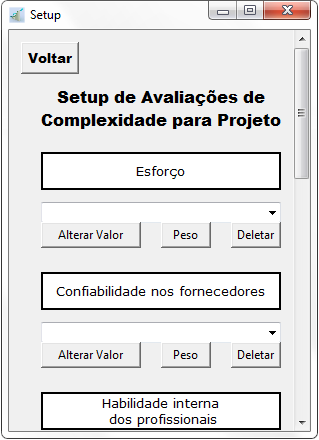 Setup
Voltar
Setup de Avaliações de
Complexidade para Projeto
Esforço
Alterar Valor Peso Deletar
Confiabilidade nos fornecedores
Alterar Valor Peso Deletar
Habilidade interna
dos profissionais